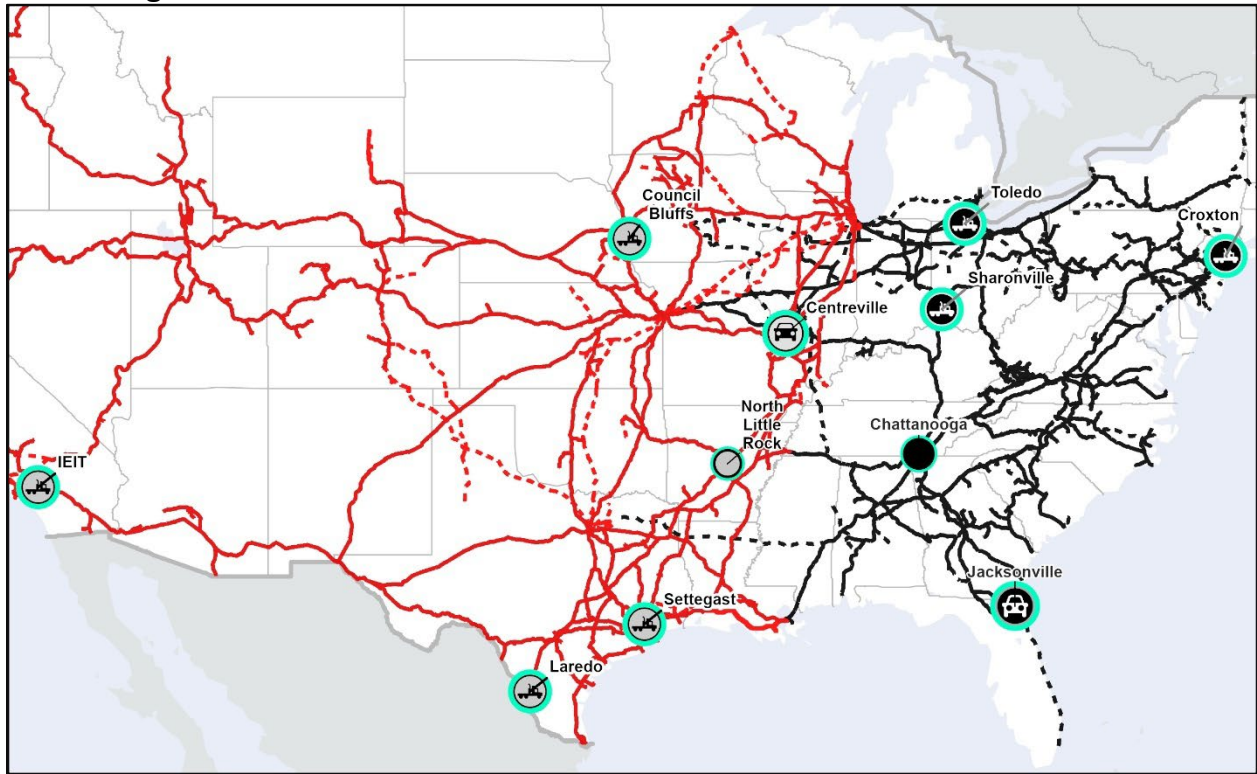 Council
Bluffs
Toledo
Croxton
Sharonville
Centreville
North
Little
Rock
Chattanooga
IEIT
Jacksonville
Settegast
Laredo